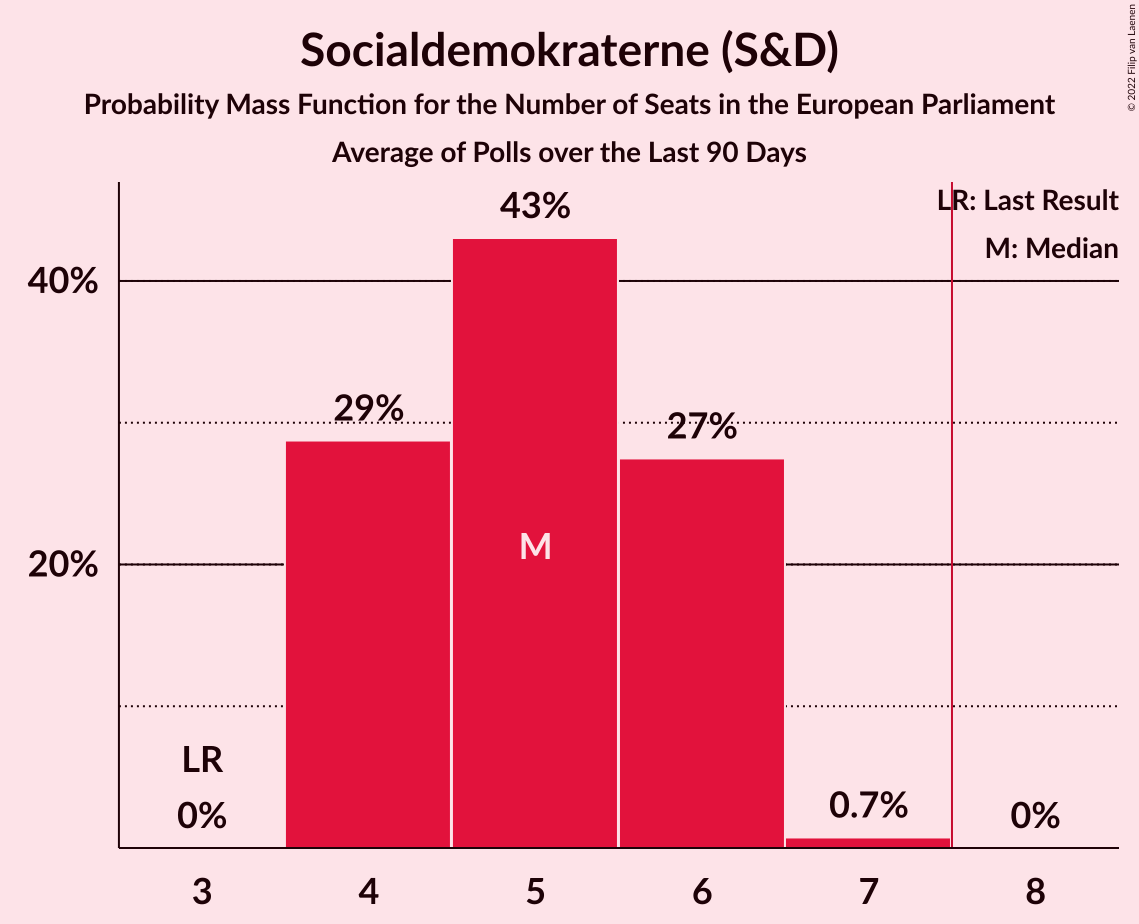 Socialdemokraterne (S&D)
Probability Mass Function for the Number of Seats in the European Parliament
Average of Polls over the Last 90 Days
© 2022 Filip van Laenen
LR: Last Result
M: Median
43%
40%
29%
27%
M
20%
LR
0%
0.7%
0%
3 4 5 6 7 8